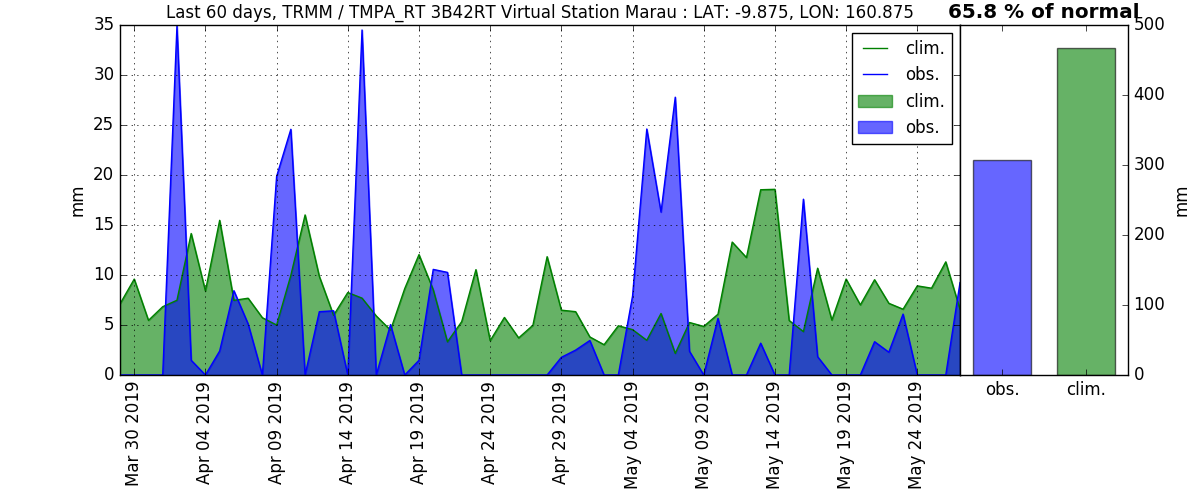 Last 60 days, TRMM / TMPA_RT 3B42RT Virtual Station Marau : LAT: -9.875, LON: 160.875
65.8 % of normal
35
30
25
20
15
10
5
0
mm
clim.
obs.
clim.
obs.
500
400
300
200
100
0
mm
obs.
clim.
Mar 30 2019
Apr 04 2019
Apr 09 2019
Apr 14 2019
Apr 19 2019
Apr 24 2019
Apr 29 2019
May 04 2019
May 09 2019
May 14 2019
May 19 2019
May 24 2019